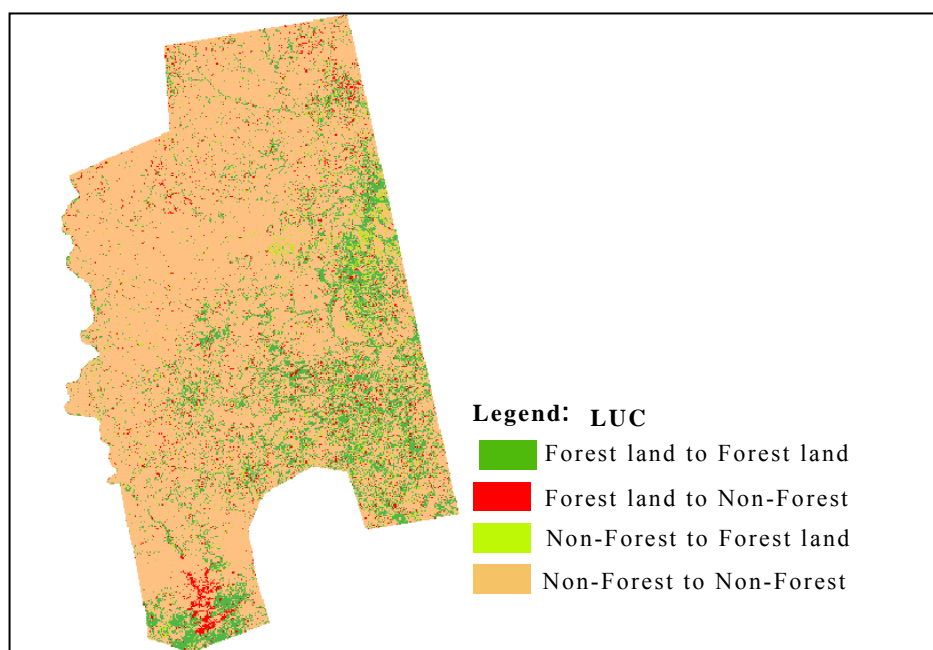 Legend: LUC
Forest land to Forest land
Forest land to Non-Forest
Non-Forest to Forest land
Non-Forest to Non-Forest